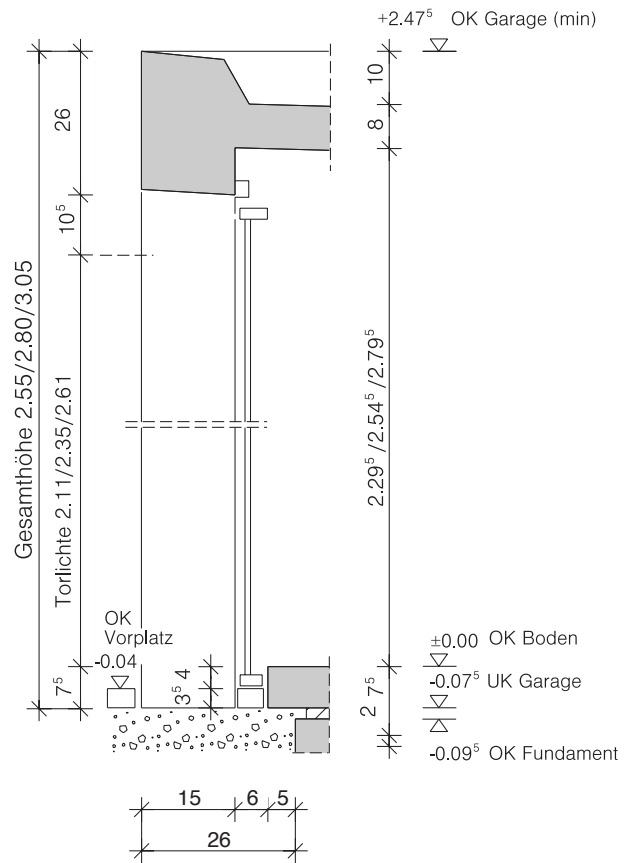 +2.47⁵ OK Garage (min)
10
26
8
10⁵
Gesamthöhe 2.55/2.80/3.05
Torlichte 2.11/2.35/2.61
2.29⁵/2.54⁵/2.79⁵
OK
Vorplatz
-0.04
±0.00 OK Boden
7⁵
3⁵ 4
2 7⁵
-0.07⁵ UK Garage
-0.09⁵ OK Fundament
15 6 5
26